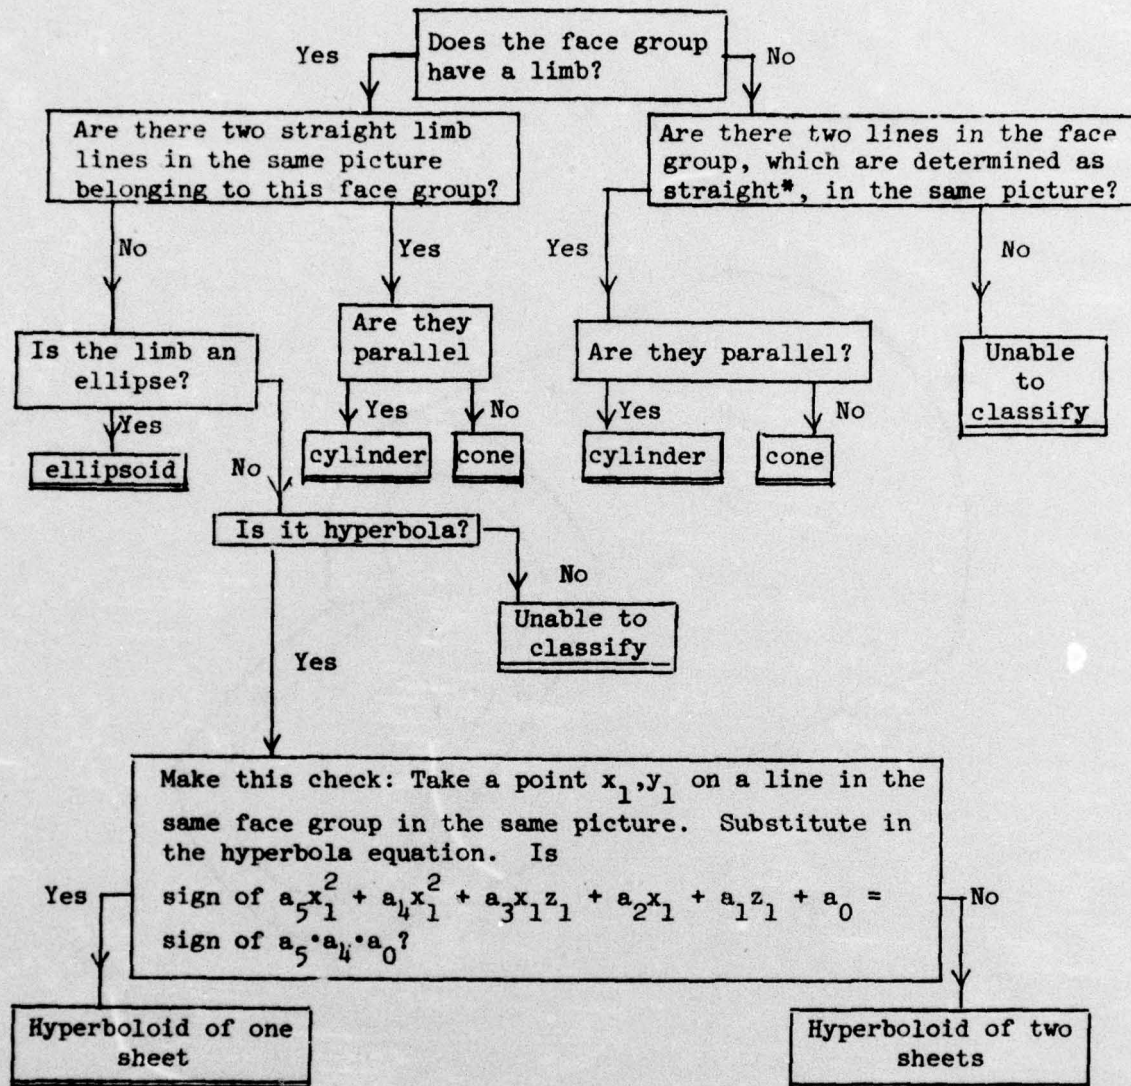 Does the face group
have a limb?
Yes
No
Are there two straight limb
lines in the same picture
belonging to this face group?
Are there two lines in the face
group, which are determined as
straight*, in the same picture?
No
Yes
Yes
No
Is the limb an
ellipse?
Are they
parallel
Are they parallel?
Unable
to
classify
Yes
No
Yes
No
Yes
No
ellipsoid
cylinder
cone
cylinder
cone
Is it hyperbola?
No
Unable to
classify
Yes
Make this check: Take a point x₁,y₁ on a line in the
same face group in the same picture. Substitute in
the hyperbola equation. Is
sign of a₅x₁² + a₄x₁² + a₃x₁z₁ + a₂x₁ + a₁z₁ + a₀ =
sign of a₅·a₄·a₀?
Yes
No
Hyperboloid of one
sheet
Hyperboloid of two
sheets